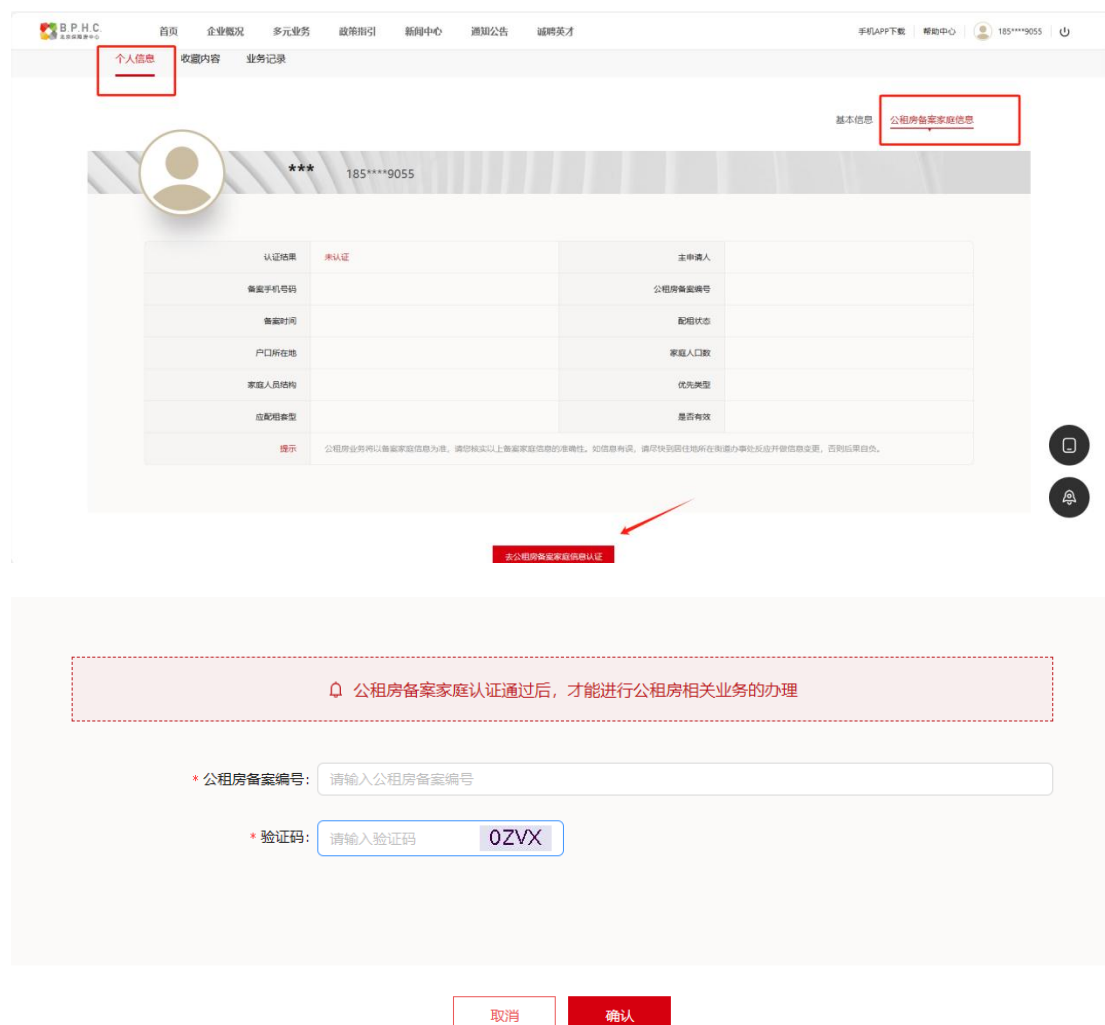 B.P.H.C. 首页 企业概况 多元业务 政策指引 新闻中心 通知公告 诚聘英才 手机APP下载 帮助中心 185****9055
北京保障房中心
个人信息 收藏内容 业务记录
基本信息 公租房备案家庭信息
*** 185****9055
认证结果 未认证 主申请人
备案手机号码 公租房备案编号
备案时间 配租状态
户口所在地 家庭人口数
家庭人员结构 优先类型
应配租套型 是否有效
提示 公租房业务将以备案家庭信息为准，请您核实以上备案家庭信息的准确性。如信息有误，请尽快到居住地所在街道办事处反应并做信息变更，否则后果自负。
去公租房备案家庭信息认证
公租房备案家庭认证通过后，才能进行公租房相关业务的办理
* 公租房备案编号: 请输入公租房备案编号
* 验证码: 请输入验证码 0ZVX
取消 确认